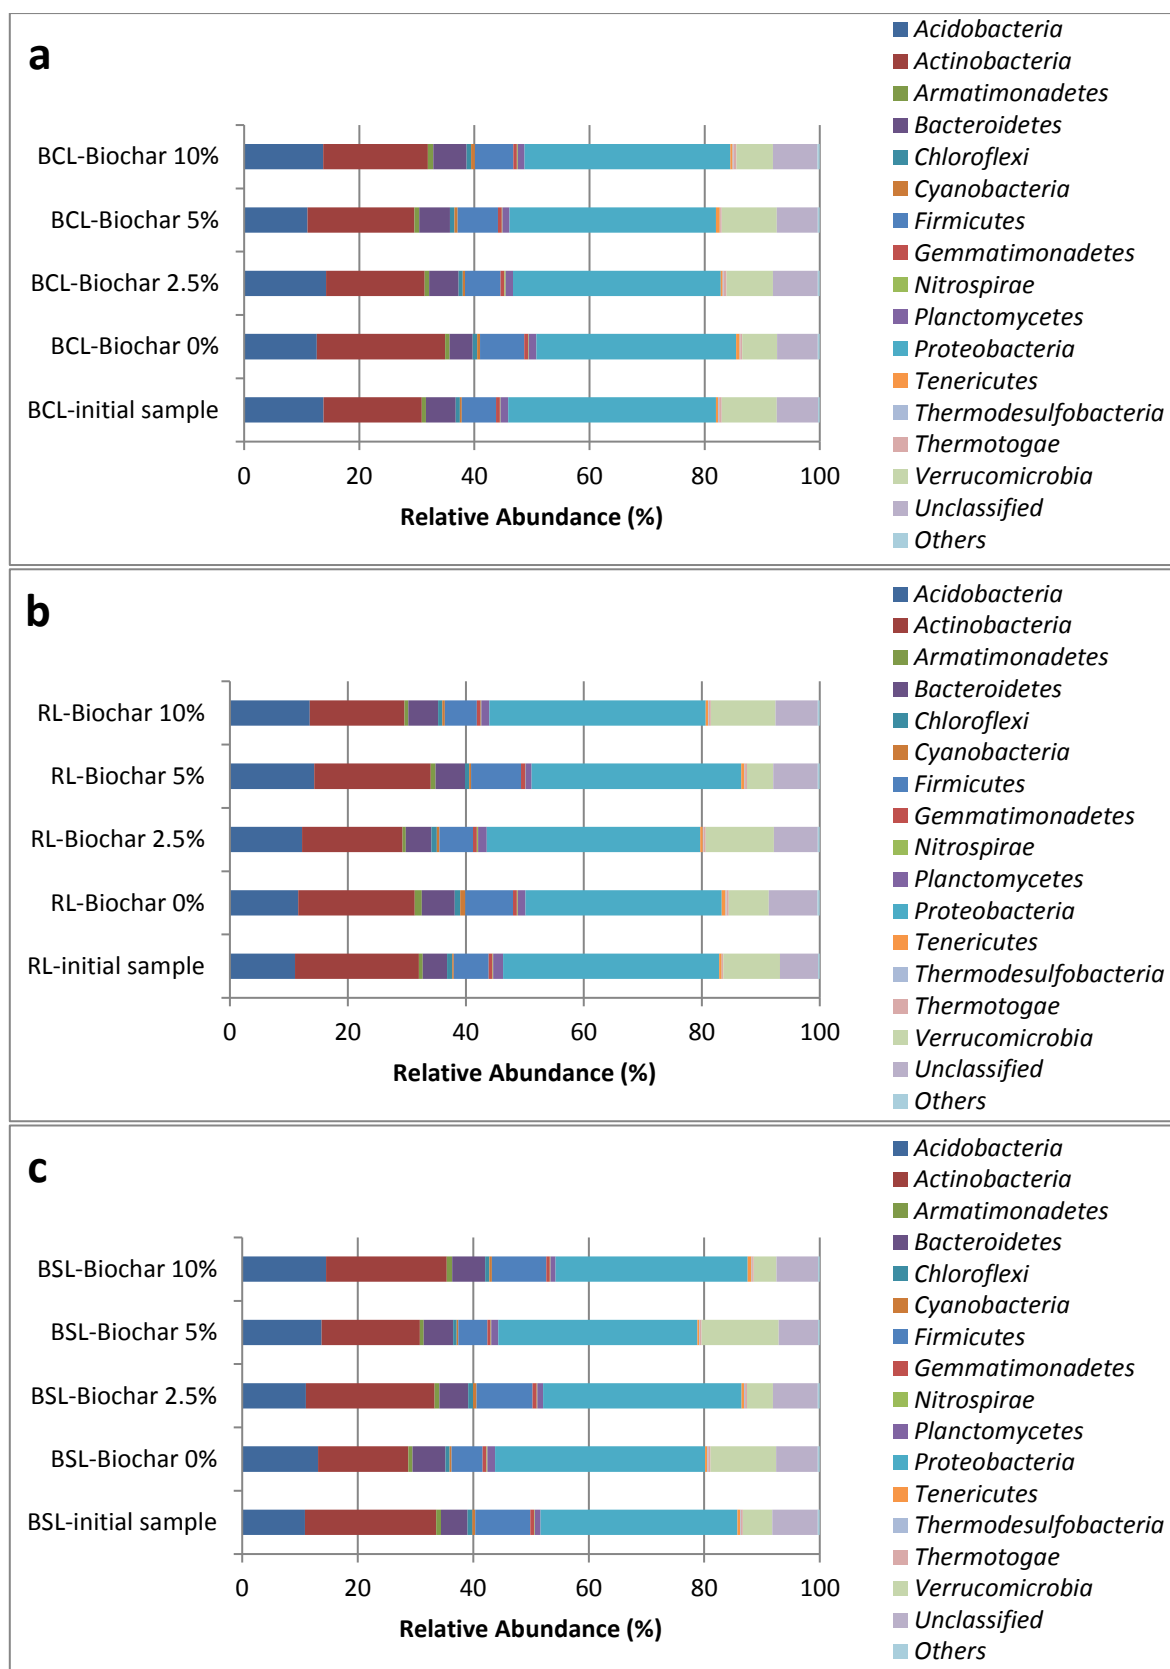 a
BCL-Biochar 10%
BCL-Biochar 5%
BCL-Biochar 2.5%
BCL-Biochar 0%
BCL-initial sample
0 20 40 60 80 100
Relative Abundance (%)
Acidobacteria
Actinobacteria
Armatimonadetes
Bacteroidetes
Chloroflexi
Cyanobacteria
Firmicutes
Gemmatimonadetes
Nitrospirae
Planctomycetes
Proteobacteria
Tenericutes
Thermodesulfobacteria
Thermotogae
Verrucomicrobia
Unclassified
Others
b
RL-Biochar 10%
RL-Biochar 5%
RL-Biochar 2.5%
RL-Biochar 0%
RL-initial sample
0 20 40 60 80 100
Relative Abundance (%)
Acidobacteria
Actinobacteria
Armatimonadetes
Bacteroidetes
Chloroflexi
Cyanobacteria
Firmicutes
Gemmatimonadetes
Nitrospirae
Planctomycetes
Proteobacteria
Tenericutes
Thermodesulfobacteria
Thermotogae
Verrucomicrobia
Unclassified
Others
c
BSL-Biochar 10%
BSL-Biochar 5%
BSL-Biochar 2.5%
BSL-Biochar 0%
BSL-initial sample
0 20 40 60 80 100
Relative Abundance (%)
Acidobacteria
Actinobacteria
Armatimonadetes
Bacteroidetes
Chloroflexi
Cyanobacteria
Firmicutes
Gemmatimonadetes
Nitrospirae
Planctomycetes
Proteobacteria
Tenericutes
Thermodesulfobacteria
Thermotogae
Verrucomicrobia
Unclassified
Others